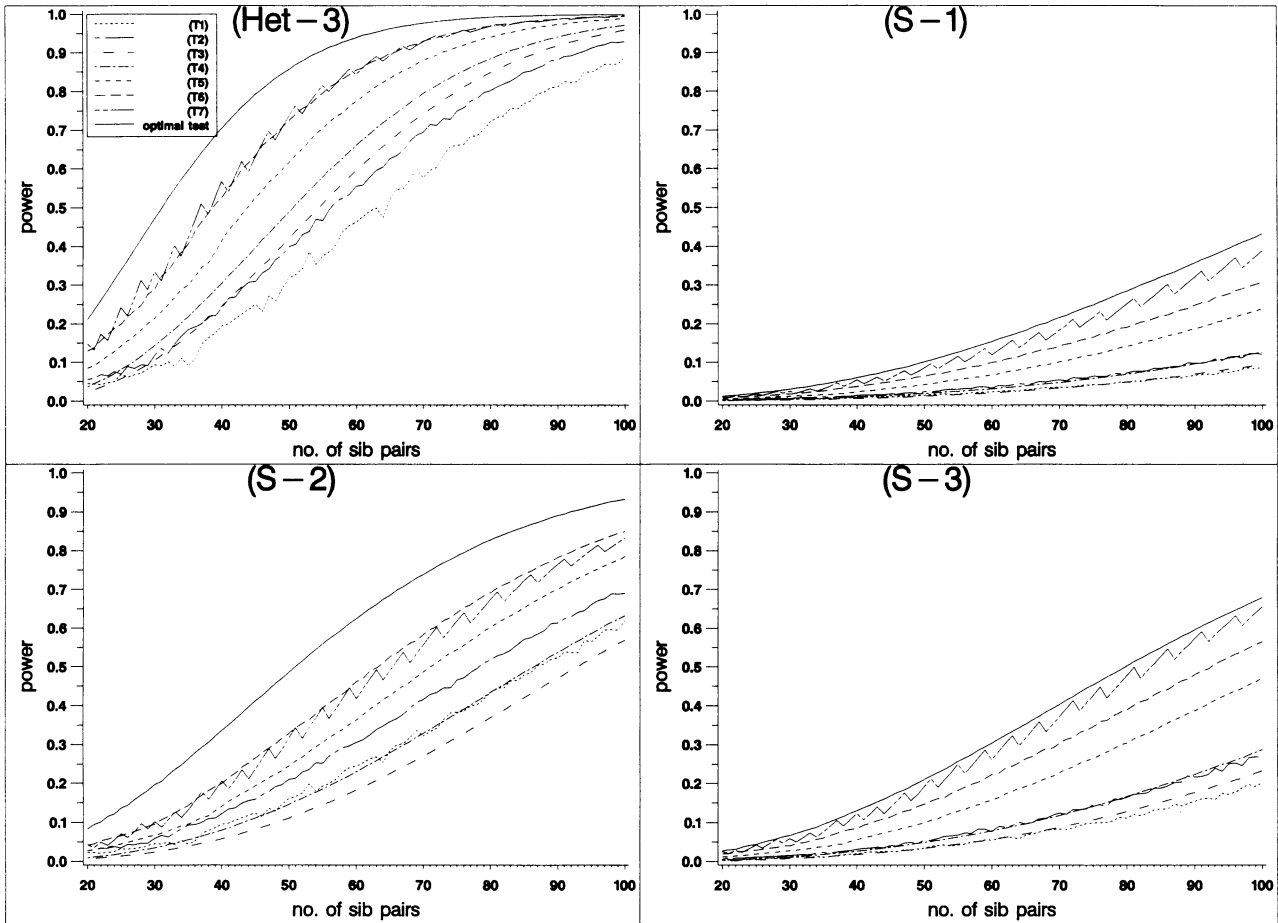 (Het – 3)
(T1)
(T2)
(T3)
(T4)
(T5)
(T6)
(T7)
optimal test
1.0
0.9
0.8
0.7
0.6
0.5
0.4
0.3
0.2
0.1
0.0
power
20 30 40 50 60 70 80 90 100
no. of sib pairs
(S – 1)
1.0
0.9
0.8
0.7
0.6
0.5
0.4
0.3
0.2
0.1
0.0
power
20 30 40 50 60 70 80 90 100
no. of sib pairs
(S – 2)
1.0
0.9
0.8
0.7
0.6
0.5
0.4
0.3
0.2
0.1
0.0
power
20 30 40 50 60 70 80 90 100
no. of sib pairs
(S – 3)
1.0
0.9
0.8
0.7
0.6
0.5
0.4
0.3
0.2
0.1
0.0
power
20 30 40 50 60 70 80 90 100
no. of sib pairs